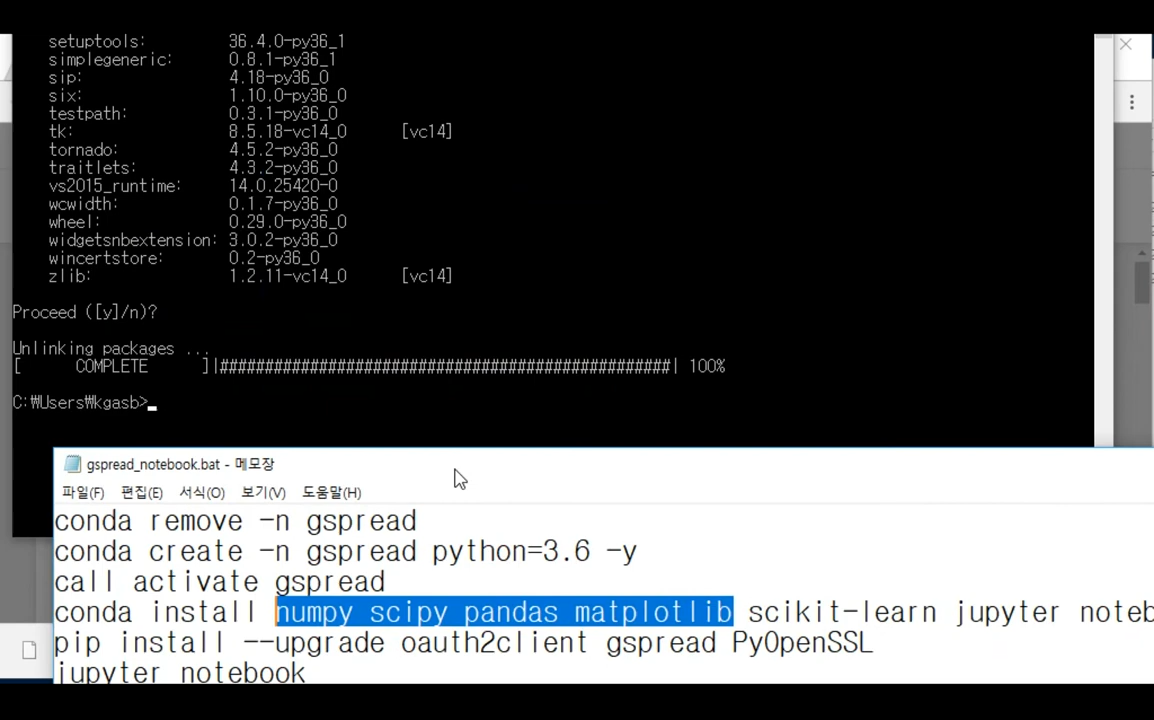 setuptools: 36.4.0-py36_1
simplegeneric: 0.8.1-py36_1
sip: 4.18-py36_0
six: 1.10.0-py36_0
testpath: 0.3.1-py36_0
tk: 8.5.18-vc14_0 [vc14]
tornado: 4.5.2-py36_0
traitlets: 4.3.2-py36_0
vs2015_runtime: 14.0.25420-0
wcwidth: 0.1.7-py36_0
wheel: 0.29.0-py36_0
widgetsnbextension: 3.0.2-py36_0
wincertstore: 0.2-py36_0
zlib: 1.2.11-vc14_0 [vc14]
Proceed ([y]/n)?
Unlinking packages ...
[ COMPLETE ]|##################################################| 100%
C:₩Users₩kgasb>_
gspread_notebook.bat - 메모장
파일(F) 편집(E) 서식(O) 보기(V) 도움말(H)
conda remove -n gspread
conda create -n gspread python=3.6 -y
call activate gspread
conda install numpy scipy pandas matplotlib scikit-learn jupyter noteb
pip install --upgrade oauth2client gspread PyOpenSSL
jupyter notebook